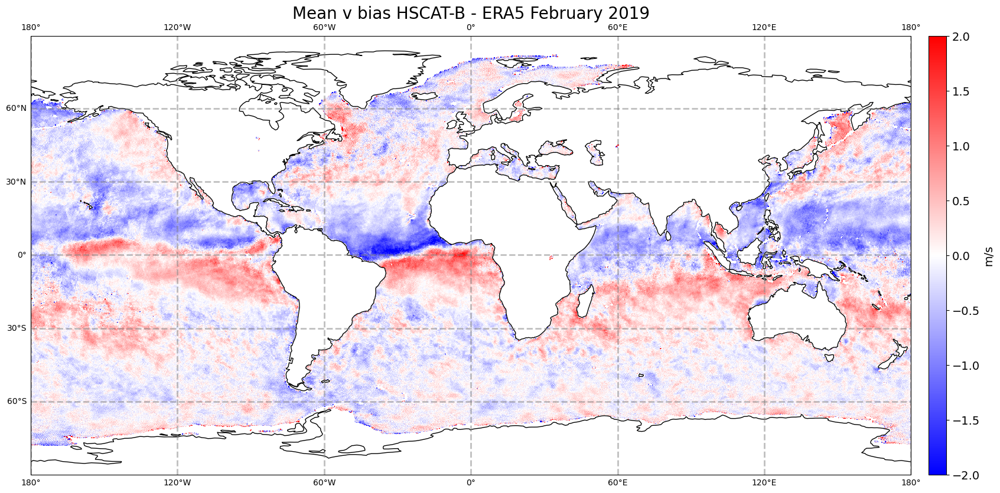 Mean v bias HSCAT-B - ERA5 February 2019
180° 120°W 60°W 0° 60°E 120°E 180°
2.0
1.5
60°N
1.0
30°N
0.5
0°
0.0
m/s
−0.5
30°S
−1.0
60°S
−1.5
−2.0
180° 120°W 60°W 0° 60°E 120°E 180°